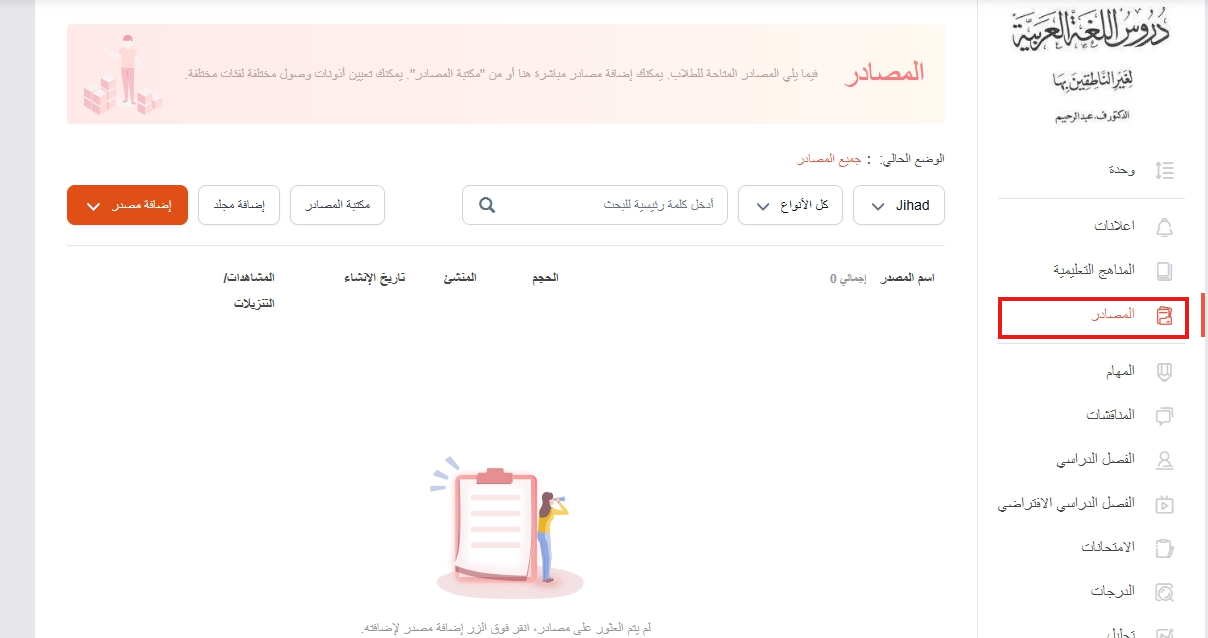 دروس اللغة العربية
لغير الناطقين بها
الدكتور ف. عبد الرحيم
وحدة
اعلانات
المناهج التعليمية
المصادر
المهام
المناقشات
الفصل الدراسي
الفصل الدراسي الافتراضي
الامتحانات
الدرجات
تحليل
المصادر
فيما يلي المصادر المتاحة للطلاب. يمكنك إضافة مصادر مباشرة هنا أو من "مكتبة المصادر". يمكنك تعيين أذونات وصول مختلفة لفئات مختلفة.
الوضع الحالي: : جميع المصادر
Jihad
كل الأنواع
أدخل كلمة رئيسية للبحث
مكتبة المصادر
إضافة مجلد
إضافة مصدر
اسم المصدر إجمالي 0
الحجم
المنشئ
تاريخ الإنشاء
المشاهدات/
التنزيلات
لم يتم العثور على مصادر، انقر فوق الزر إضافة مصدر لإضافته.